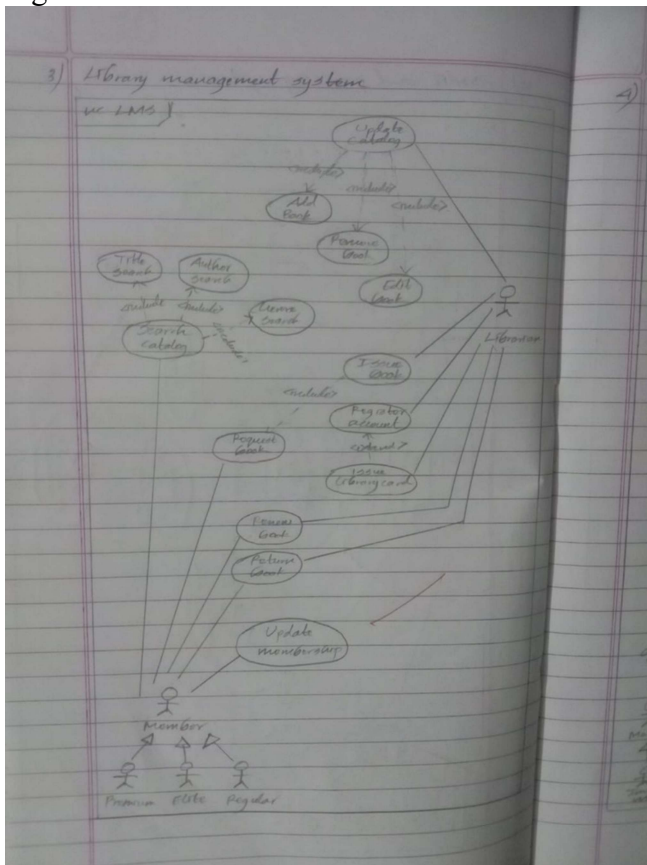 3) Library management system
4)
uc LMS
Update
catalog
<include>
<include>
<include>
Add
Book
Remove
Book
Edit
Book
Title
Search
Author
Search
Genre
Search
include
<include>
<include>
Search
catalog
Librarian
Issue
Book
<include>
Register
account
<extend>
Issue
Library card
Request
Book
Renew
Book
Return
Book
Update
membership
Member
Premium Elite Regular